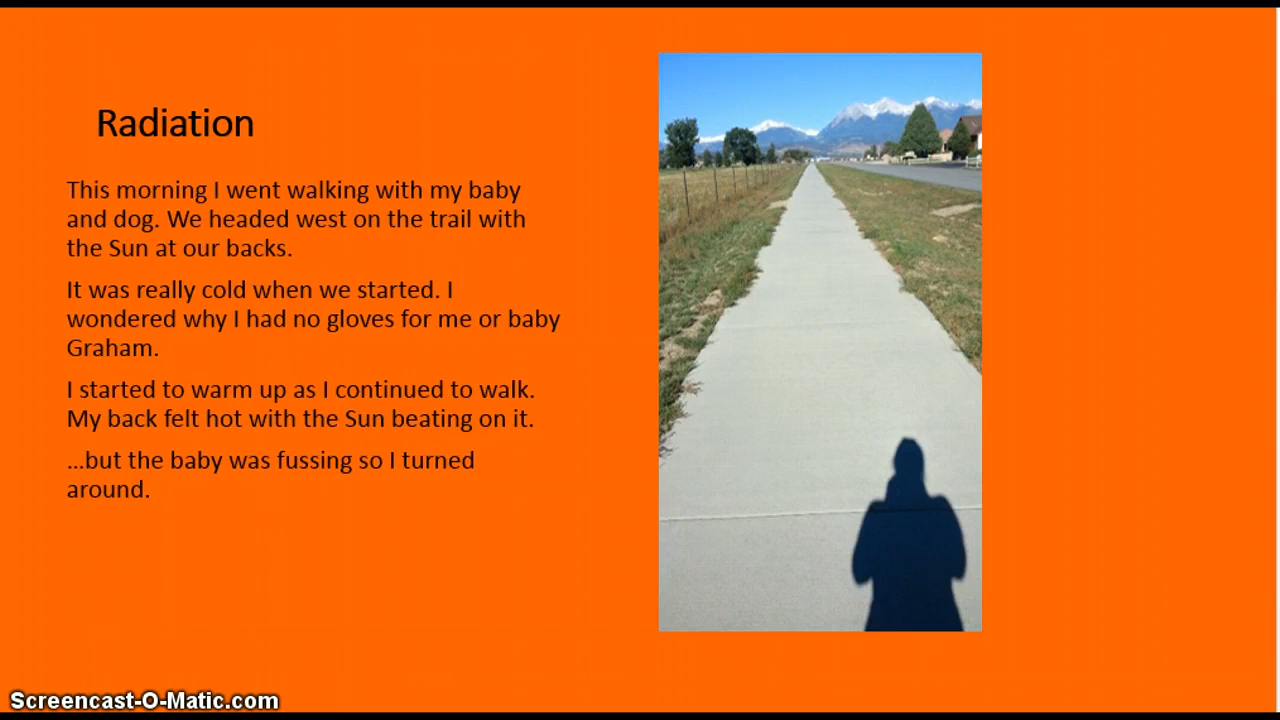 Radiation
This morning I went walking with my baby
and dog. We headed west on the trail with
the Sun at our backs.
It was really cold when we started. I
wondered why I had no gloves for me or baby
Graham.
I started to warm up as I continued to walk.
My back felt hot with the Sun beating on it.
...but the baby was fussing so I turned
around.
Screencast-O-Matic.com